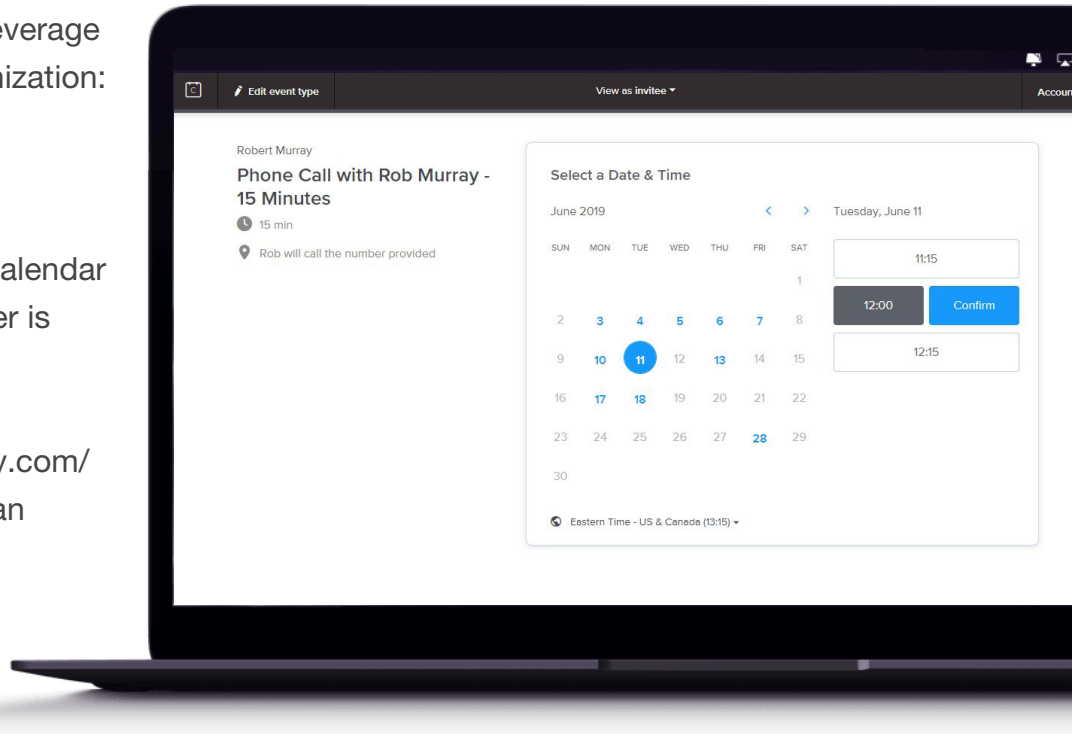 everage
nization:
alendar
er is
y.com/
an
C
Edit event type
View as invitee
Accoun
Robert Murray
Phone Call with Rob Murray -
15 Minutes
15 min
Rob will call the number provided
Select a Date & Time
June 2019
Tuesday, June 11
SUN MON TUE WED THU FRI SAT
1
2 3 4 5 6 7 8
9 10 11 12 13 14 15
16 17 18 19 20 21 22
23 24 25 26 27 28 29
30
11:15
12:00 Confirm
12:15
Eastern Time - US & Canada (13:15)